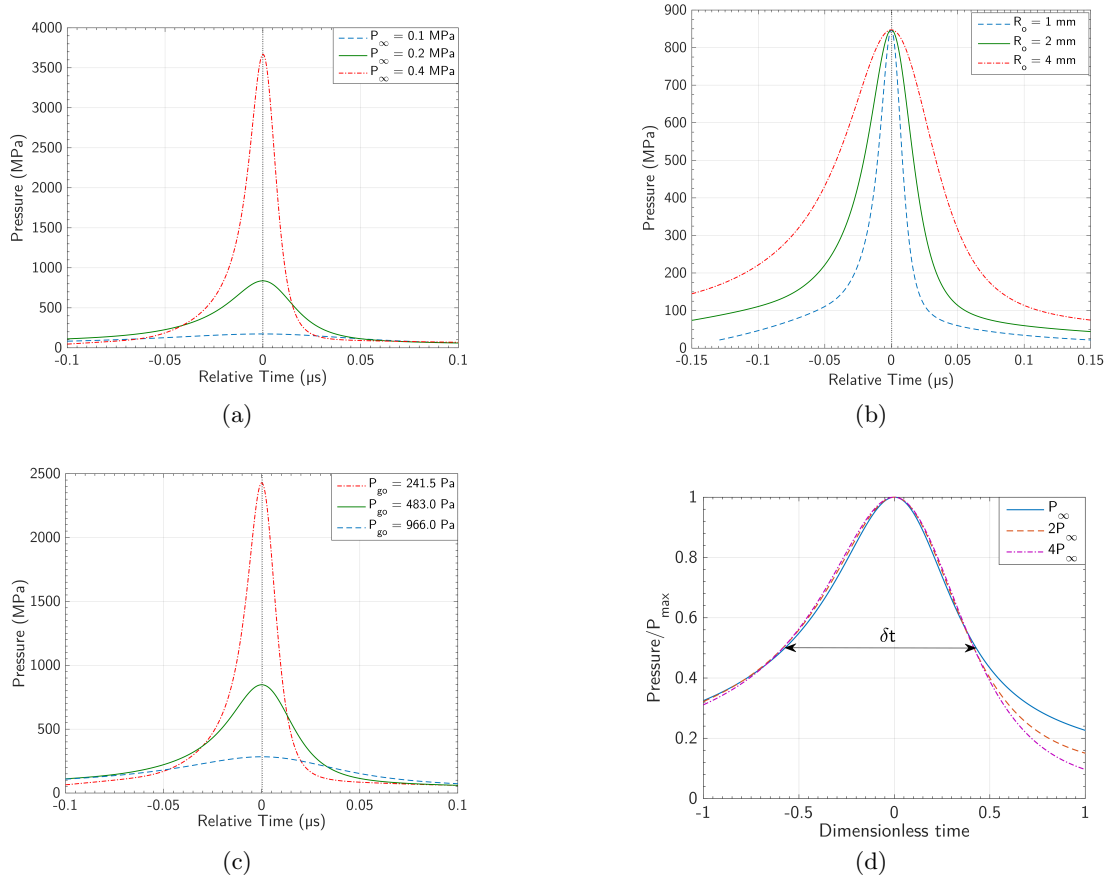 4000
3500
3000
2500
2000
1500
1000
500
0
Pressure (MPa)
P∞ = 0.1 MPa
P∞ = 0.2 MPa
P∞ = 0.4 MPa
-0.1 -0.05 0 0.05 0.1
Relative Time (μs)
(a)
900
800
700
600
500
400
300
200
100
0
Pressure (MPa)
Ro = 1 mm
Ro = 2 mm
Ro = 4 mm
-0.15 -0.1 -0.05 0 0.05 0.1 0.15
Relative Time (μs)
(b)
2500
2000
1500
1000
500
0
Pressure (MPa)
Pgo = 241.5 Pa
Pgo = 483.0 Pa
Pgo = 966.0 Pa
-0.1 -0.05 0 0.05 0.1
Relative Time (μs)
(c)
1
0.8
0.6
0.4
0.2
0
Pressure/Pmax
P∞
2P∞
4P∞
δt
-1 -0.5 0 0.5 1
Dimensionless time
(d)